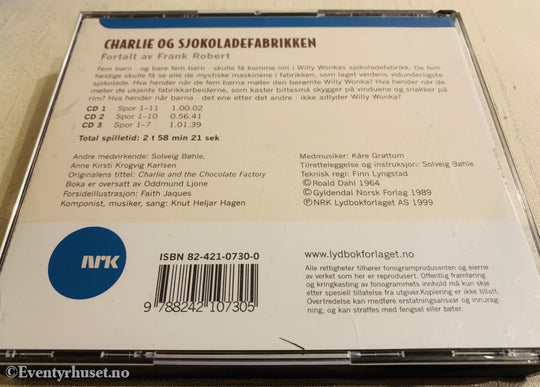 CHARLIE OG SJOKOLADEFABRIKKEN
Fortalt av Frank Robert
Fem barn - og bare fem barn - skulle få komme inn i Willy Wonkas sjokoladefabrikk. De fem
heldige skulle få se alle de mystiske maskinene i fabrikken, som laget verdens vidunderligste
sjokolade. Hva hender når de fem barna møter den berømte Willy Wonka? Hva hender når de
møter de ukjente fabrikkarbeiderne, som kaster bittesmå skygger på vinduene og snakker på
rim? Hva hender når barna - det ene etter det andre - ikke adlyder Willy Wonka?
CD 1 Spor 1–11 1.00.02
CD 2 Spor 1–10 0.56.41
CD 3 Spor 1–7 1.01.39
Total spilletid: 2 t 58 min 21 sek
Andre medvirkende: Solveig Bøhle,
Anne Kirsti Krogvig Karlsen
Originalens tittel: Charlie and the Chocolate Factory
Boka er oversatt av Oddmund Ljone
Forsideillustrasjon: Faith Jaques
Komponist, musiker, sang: Knut Heljar Hagen
Medmusiker: Kåre Grøttum
Tilretteleggelse og instruksjon: Solveig Bøhle
Teknisk regi: Finn Lyngstad
©Roald Dahl 1964
©Gyldendal Norsk Forlag 1989
℗NRK Lydbokforlaget AS 1999
NRK
ISBN 82-421-0730-0
9 788242 107305
www.lydbokforlaget.no
Alle rettigheter tilhører fonogramprodusenten og eierne
av verket som her er reprodusert. Offentlig framføring
og kringkasting av fonogrammets innhold må kun skje
etter spesiell tillatelse fra utgiver.Kopiering er ikke tillatt.
Overtredelse kan medføre erstatningsansvar og inndrag-
ning, og kan straffes med fengsel eller bøter.
©Eventyrhuset.no